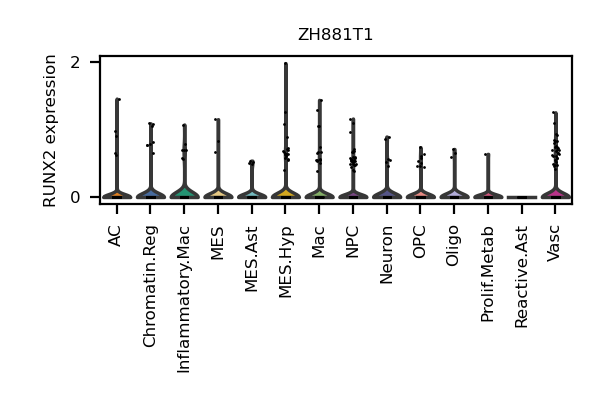 ZH881T1
RUNX2 expression
2
0
AC
Chromatin.Reg
Inflammatory.Mac
MES
MES.Ast
MES.Hyp
Mac
NPC
Neuron
OPC
Oligo
Prolif.Metab
Reactive.Ast
Vasc